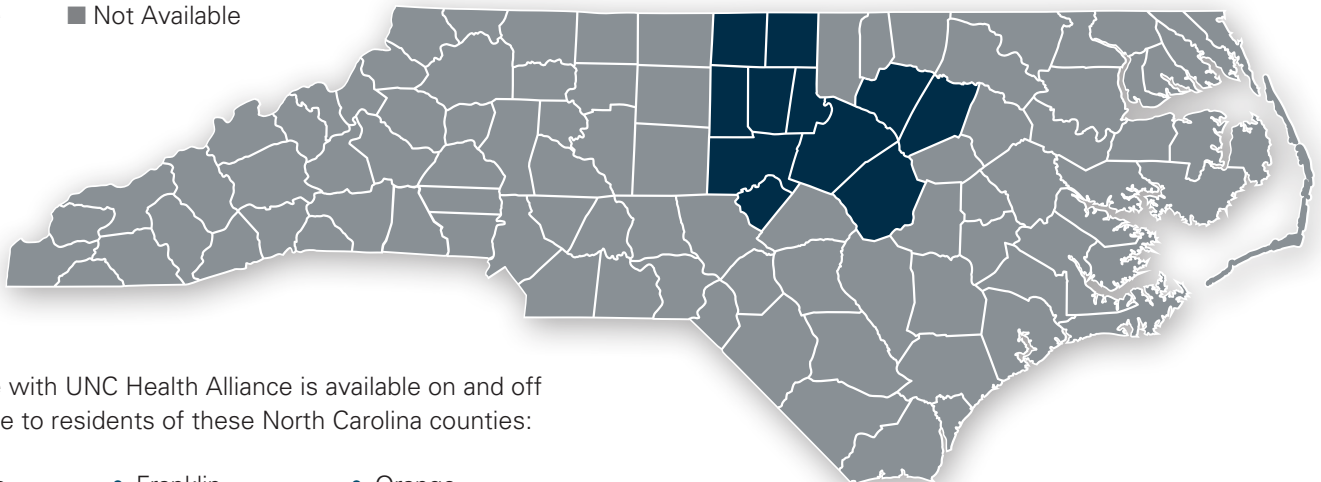 Not Available
with UNC Health Alliance is available on and off
to residents of these North Carolina counties:
• Franklin
• Orange